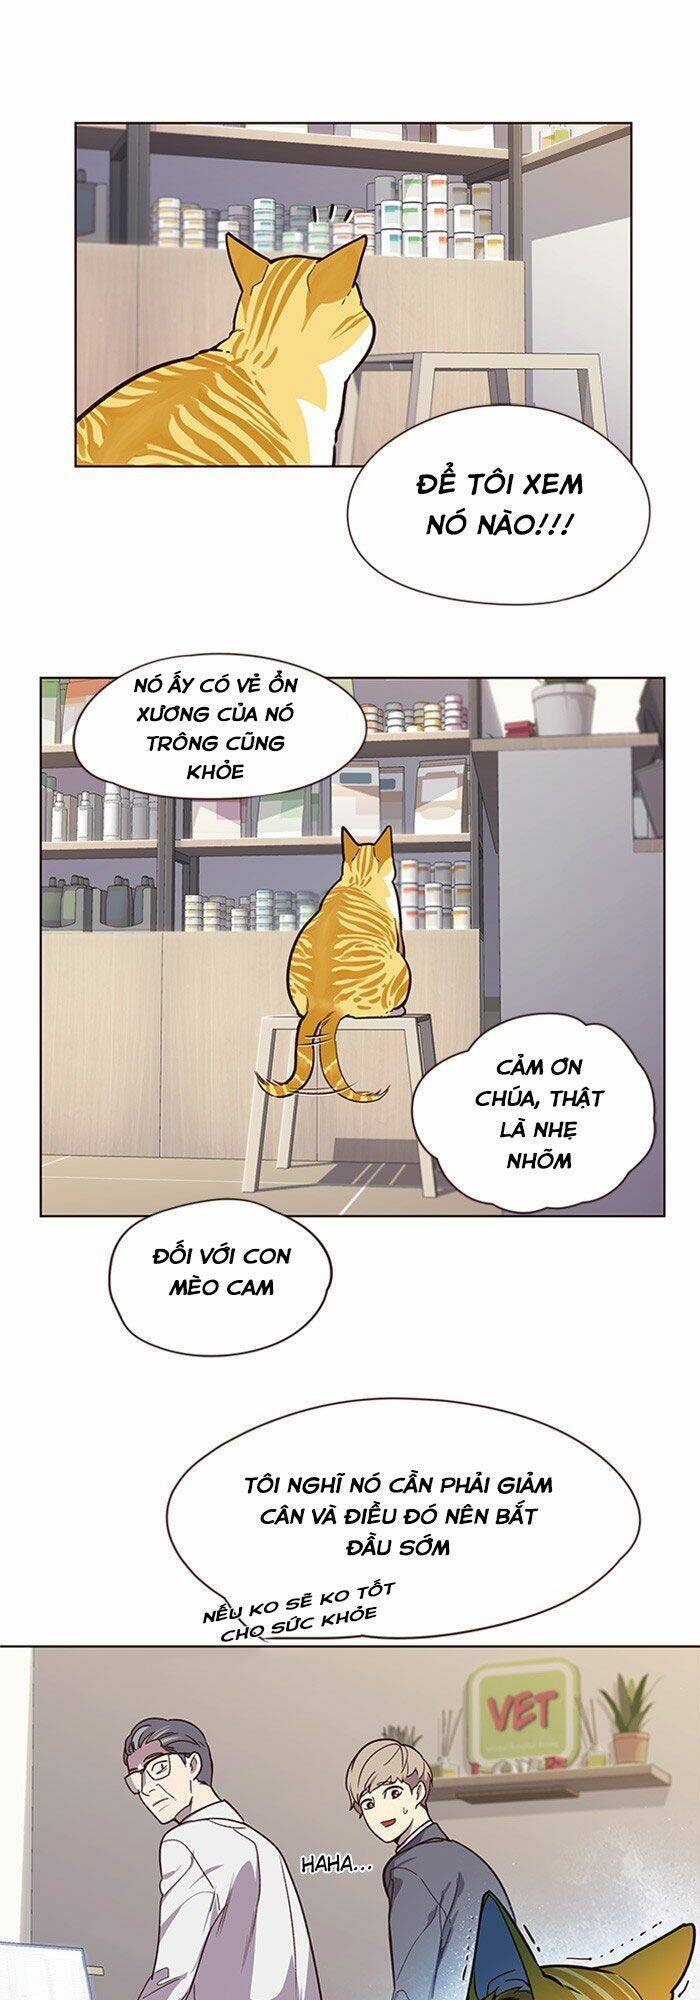 ĐỂ TÔI XEM
NÓ NÀO!!!
NÓ ẤY CÓ VẺ ỔN
XƯƠNG CỦA NÓ
TRÔNG CŨNG
KHỎE
CẢM ƠN
CHÚA, THẬT
LÀ NHẸ
NHÕM
ĐỐI VỚI CON
MÈO CAM
TÔI NGHĨ NÓ CẦN PHẢI GIẢM
CÂN VÀ ĐIỀU ĐÓ NÊN BẮT
ĐẦU SỚM
NẾU KO SẼ KO TỐT
CHO SỨC KHỎE
VET
HAHA...